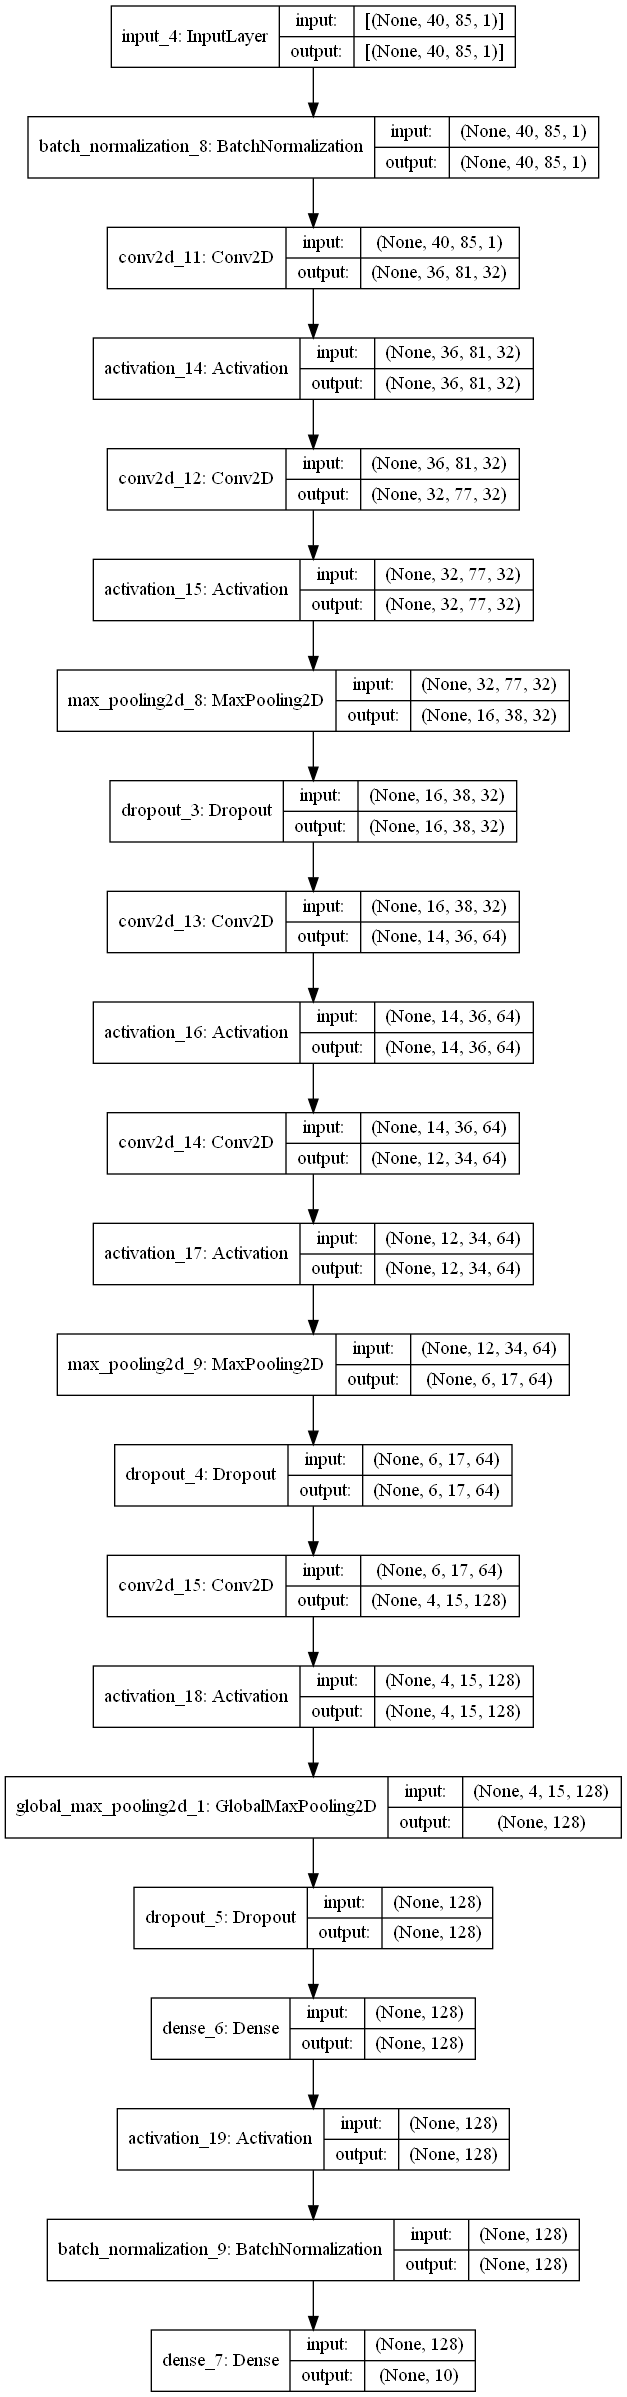 input_4: InputLayer input: [(None, 40, 85, 1)]
output: [(None, 40, 85, 1)]
batch_normalization_8: BatchNormalization input: (None, 40, 85, 1)
output: (None, 40, 85, 1)
conv2d_11: Conv2D input: (None, 40, 85, 1)
output: (None, 36, 81, 32)
activation_14: Activation input: (None, 36, 81, 32)
output: (None, 36, 81, 32)
conv2d_12: Conv2D input: (None, 36, 81, 32)
output: (None, 32, 77, 32)
activation_15: Activation input: (None, 32, 77, 32)
output: (None, 32, 77, 32)
max_pooling2d_8: MaxPooling2D input: (None, 32, 77, 32)
output: (None, 16, 38, 32)
dropout_3: Dropout input: (None, 16, 38, 32)
output: (None, 16, 38, 32)
conv2d_13: Conv2D input: (None, 16, 38, 32)
output: (None, 14, 36, 64)
activation_16: Activation input: (None, 14, 36, 64)
output: (None, 14, 36, 64)
conv2d_14: Conv2D input: (None, 14, 36, 64)
output: (None, 12, 34, 64)
activation_17: Activation input: (None, 12, 34, 64)
output: (None, 12, 34, 64)
max_pooling2d_9: MaxPooling2D input: (None, 12, 34, 64)
output: (None, 6, 17, 64)
dropout_4: Dropout input: (None, 6, 17, 64)
output: (None, 6, 17, 64)
conv2d_15: Conv2D input: (None, 6, 17, 64)
output: (None, 4, 15, 128)
activation_18: Activation input: (None, 4, 15, 128)
output: (None, 4, 15, 128)
global_max_pooling2d_1: GlobalMaxPooling2D input: (None, 4, 15, 128)
output: (None, 128)
dropout_5: Dropout input: (None, 128)
output: (None, 128)
dense_6: Dense input: (None, 128)
output: (None, 128)
activation_19: Activation input: (None, 128)
output: (None, 128)
batch_normalization_9: BatchNormalization input: (None, 128)
output: (None, 128)
dense_7: Dense input: (None, 128)
output: (None, 10)